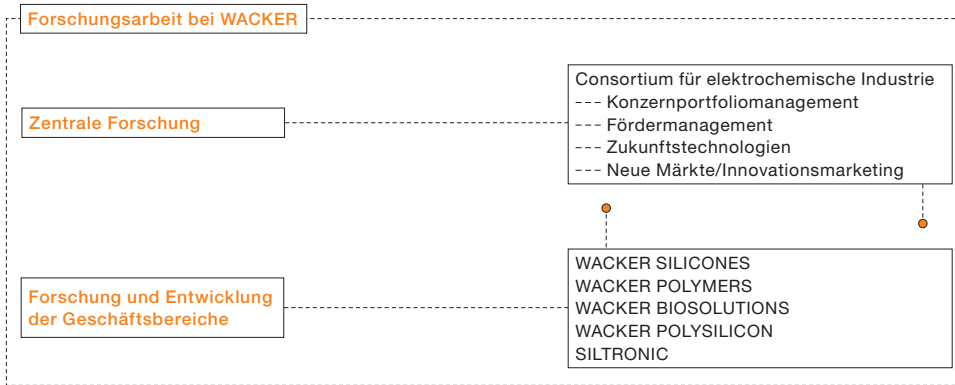 Forschungsarbeit bei WACKER
Zentrale Forschung
Consortium für elektrochemische Industrie
--- Konzernportfoliomanagement
--- Fördermanagement
--- Zukunftstechnologien
--- Neue Märkte/Innovationsmarketing
Forschung und Entwicklung
der Geschäftsbereiche
WACKER SILICONES
WACKER POLYMERS
WACKER BIOSOLUTIONS
WACKER POLYSILICON
SILTRONIC